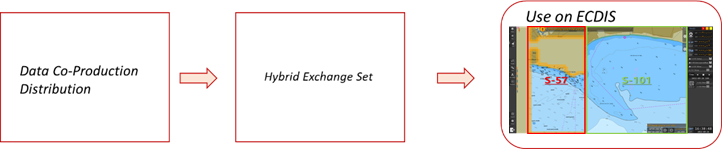 Data Co-Production
Distribution
Hybrid Exchange Set
Use on ECDIS
S-57
S-101